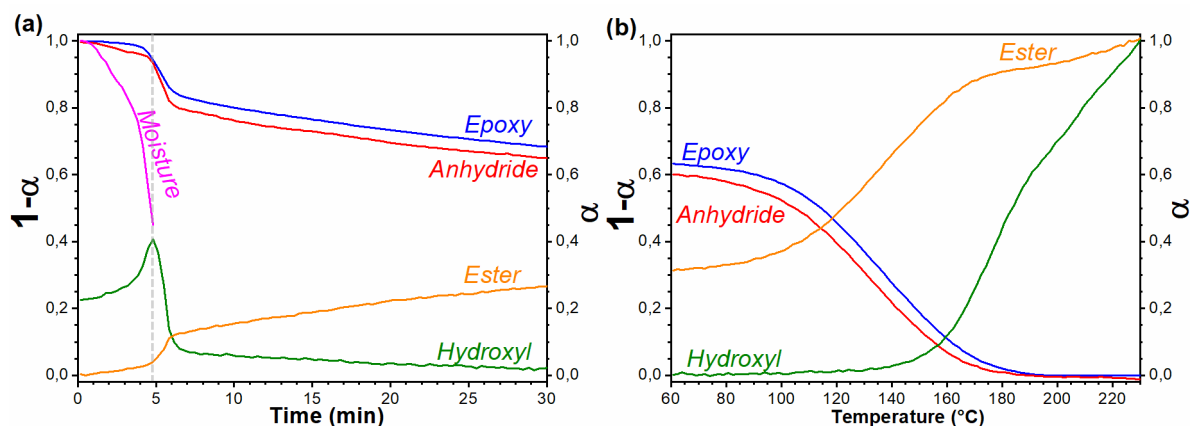 (a)
1,0
0,8
0,6
0,4
0,2
0,0
1-α
Moisture
Epoxy
Anhydride
Ester
Hydroxyl
1,0
0,8
0,6
0,4
0,2
0,0
α
0 5 10 15 20 25 30
Time (min)
(b)
1,0
0,8
0,6
0,4
0,2
0,0
1-α
Ester
Epoxy
Anhydride
Hydroxyl
1,0
0,8
0,6
0,4
0,2
0,0
α
60 80 100 120 140 160 180 200 220
Temperature (°C)